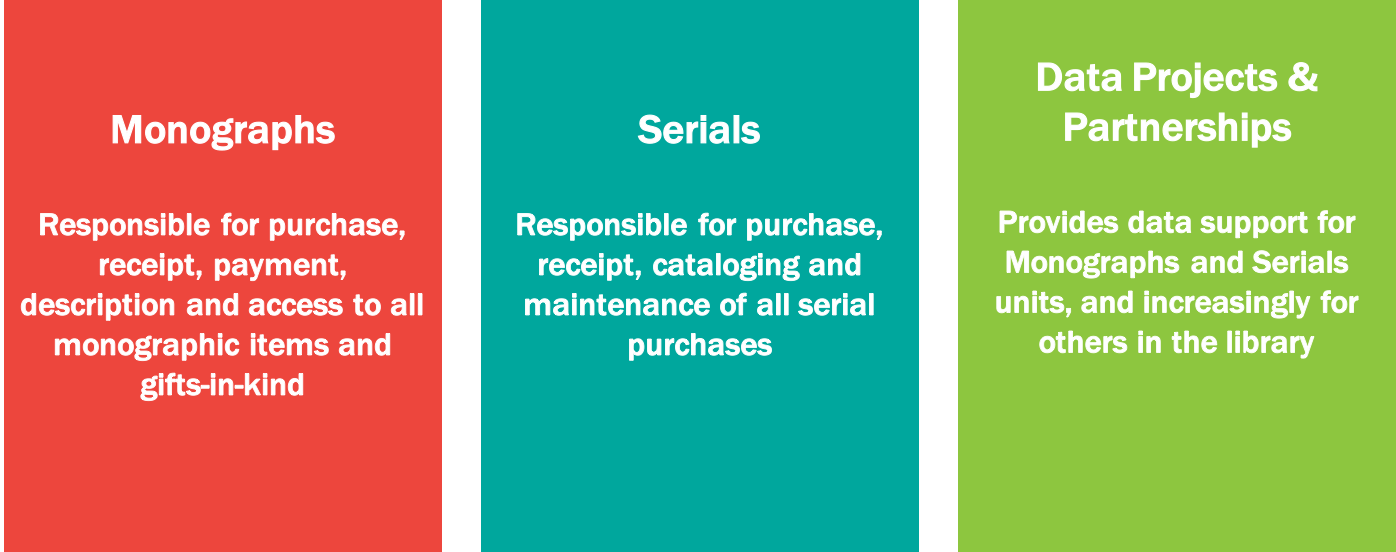 Monographs
Responsible for purchase,
receipt, payment,
description and access to all
monographic items and
gifts-in-kind
Serials
Responsible for purchase,
receipt, cataloging and
maintenance of all serial
purchases
Data Projects &
Partnerships
Provides data support for
Monographs and Serials
units, and increasingly for
others in the library